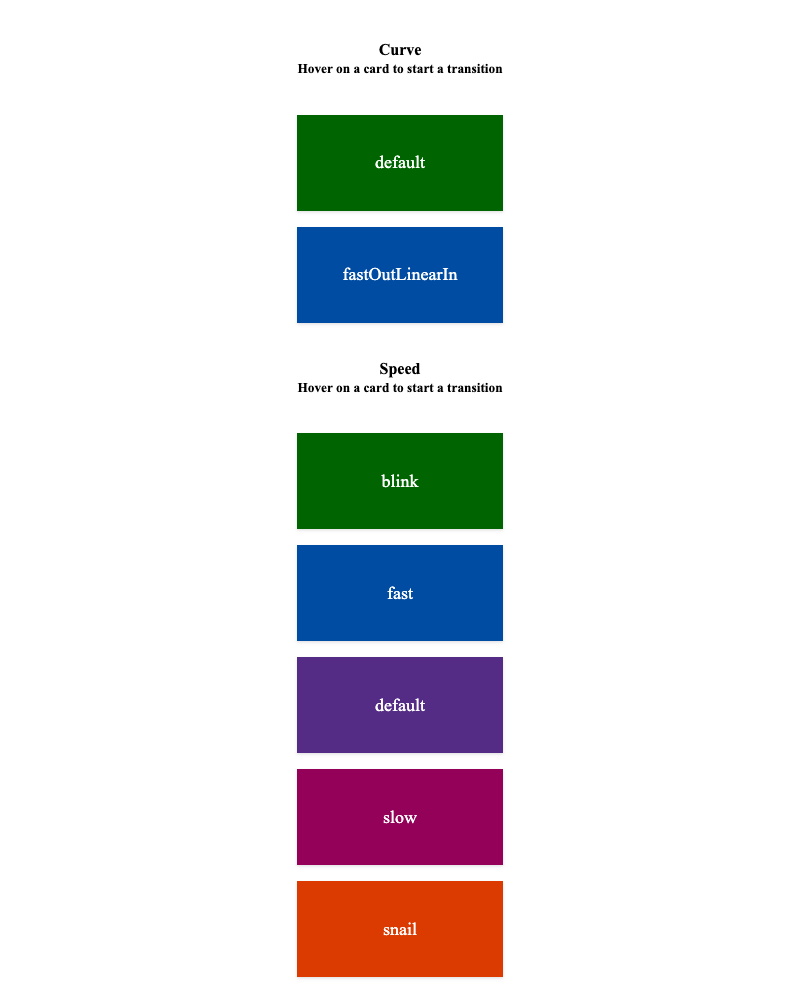 Curve
Hover on a card to start a transition
default
fastOutLinearIn
Speed
Hover on a card to start a transition
blink
fast
default
slow
snail